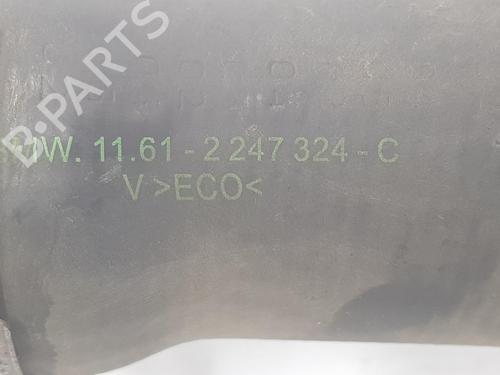 B-PARTS
MW. 11.61 - 2 247 324 - C
V >ECO<